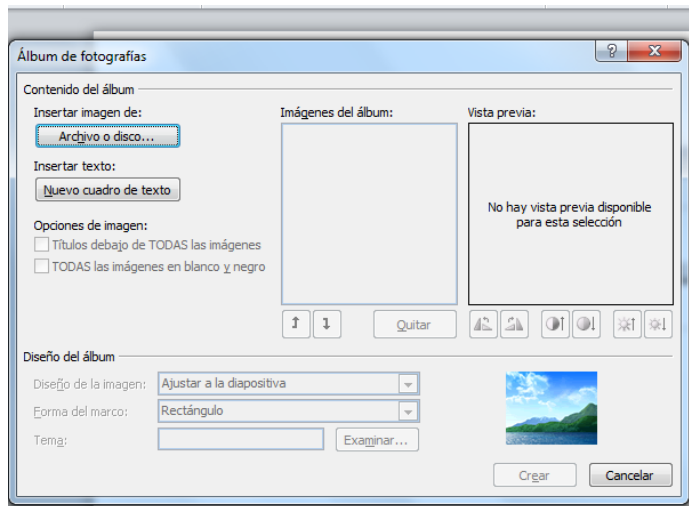 Álbum de fotografías
Contenido del álbum
Insertar imagen de:
Archivo o disco...
Insertar texto:
Nuevo cuadro de texto
Opciones de imagen:
Títulos debajo de TODAS las imágenes
TODAS las imágenes en blanco y negro
Imágenes del álbum:
Quitar
Vista previa:
No hay vista previa disponible
para esta selección
Diseño del álbum
Diseño de la imagen: Ajustar a la diapositiva
Forma del marco: Rectángulo
Tema: Examinar...
Crear Cancelar